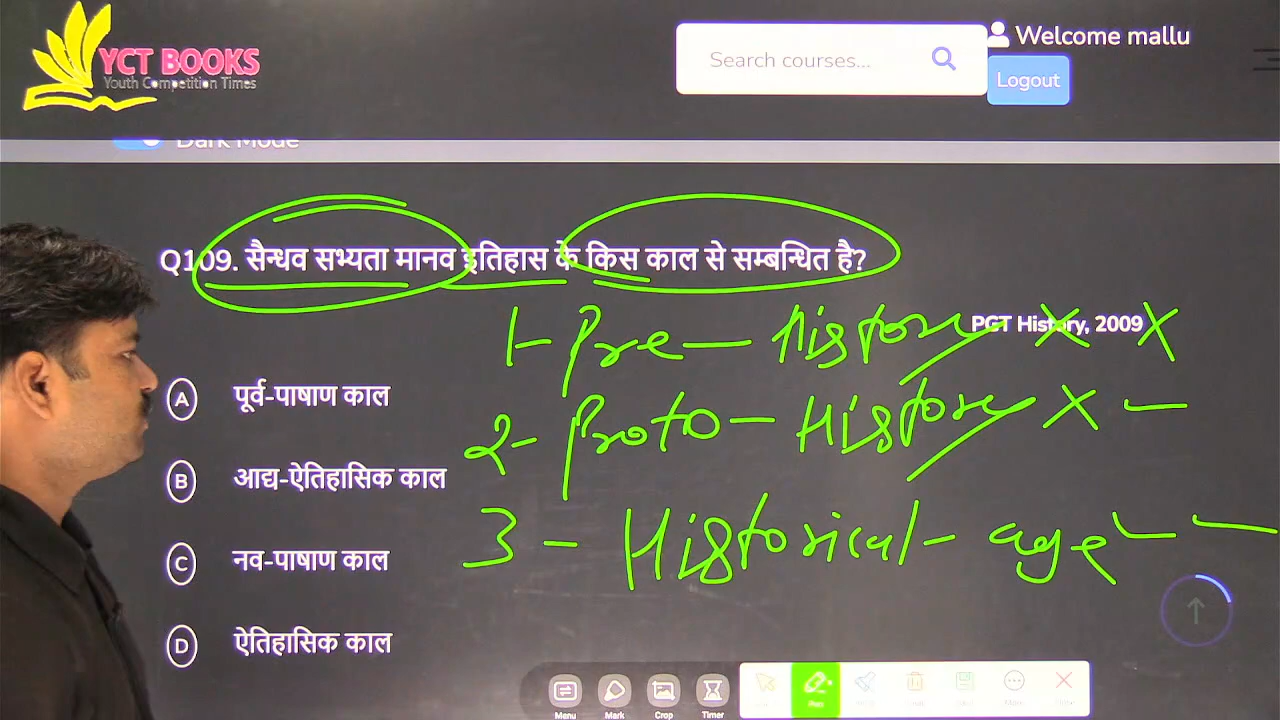 YCT BOOKS
Youth Competition Times
Search courses...
Welcome mallu
Logout
Dark Mode
Q109. सैन्धव सभ्यता मानव इतिहास के किस काल से सम्बन्धित है?
PGT History, 2009
1- Pre - History X X
A पूर्व-पाषाण काल
2- Proto - History X -
B आद्य-ऐतिहासिक काल
3 - Historical - age
C नव-पाषाण काल
D ऐतिहासिक काल
Menu
Mark
Crop
Timer
Pen